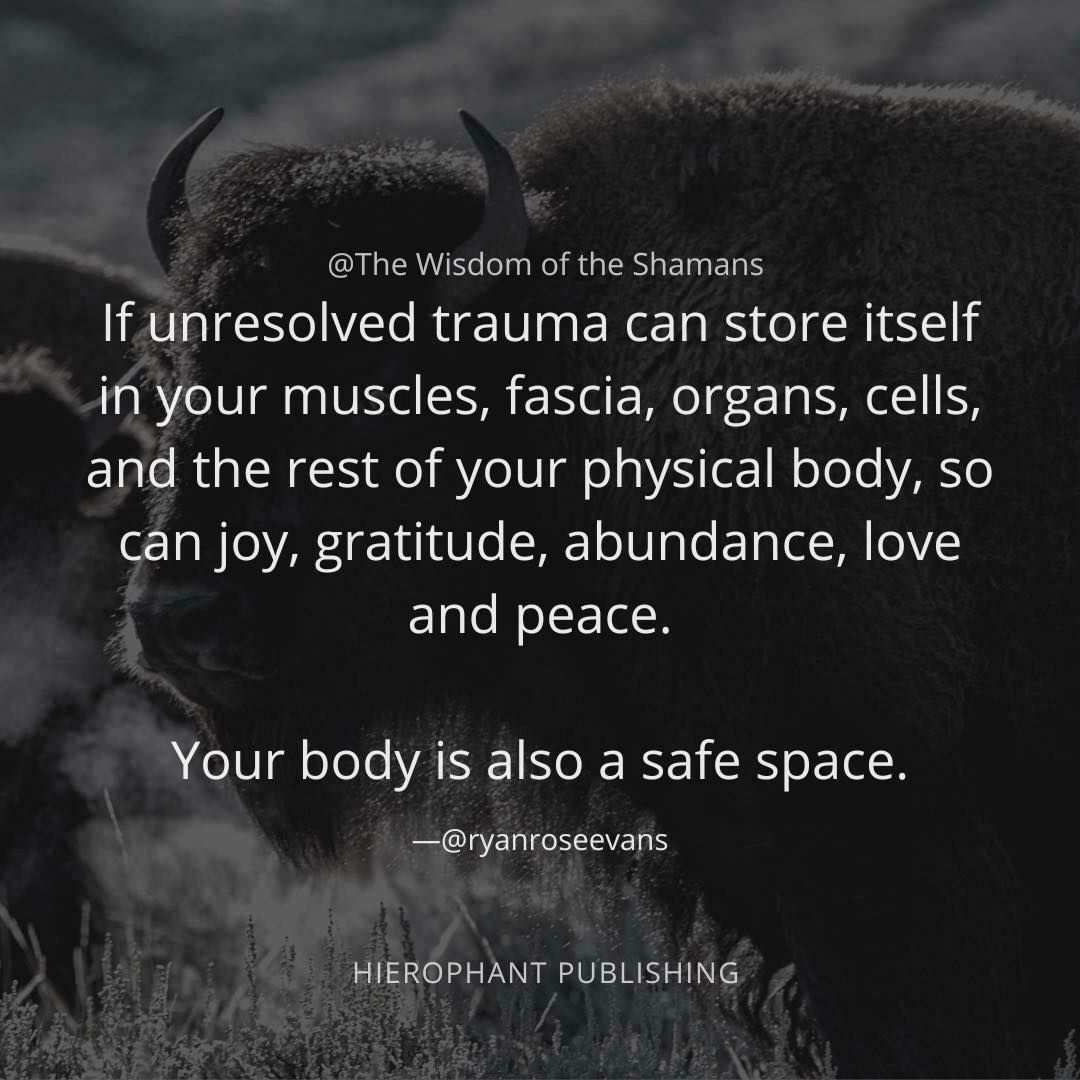 @The Wisdom of the Shamans
If unresolved trauma can store itself
in your muscles, fascia, organs, cells,
and the rest of your physical body, so
can joy, gratitude, abundance, love
and peace.
Your body is also a safe space.
—@ryanroseevans
HIEROPHANT PUBLISHING